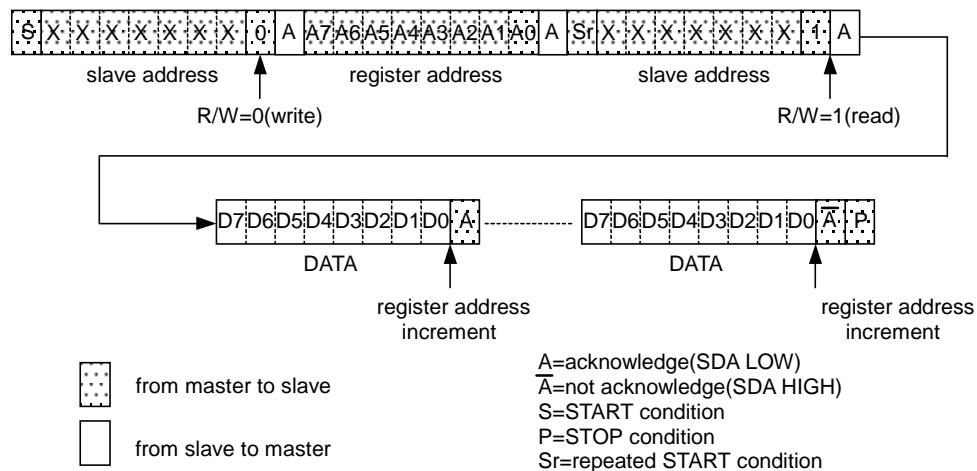 S X X X X X X X 0 A A7 A6 A5 A4 A3 A2 A1 A0 A Sr X X X X X X X 1 A
slave address register address slave address
R/W=0(write) R/W=1(read)
D7 D6 D5 D4 D3 D2 D1 D0 A D7 D6 D5 D4 D3 D2 D1 D0 A̅ P
DATA DATA
register address register address
increment increment
from master to slave
from slave to master
A=acknowledge(SDA LOW)
A̅=not acknowledge(SDA HIGH)
S=START condition
P=STOP condition
Sr=repeated START condition